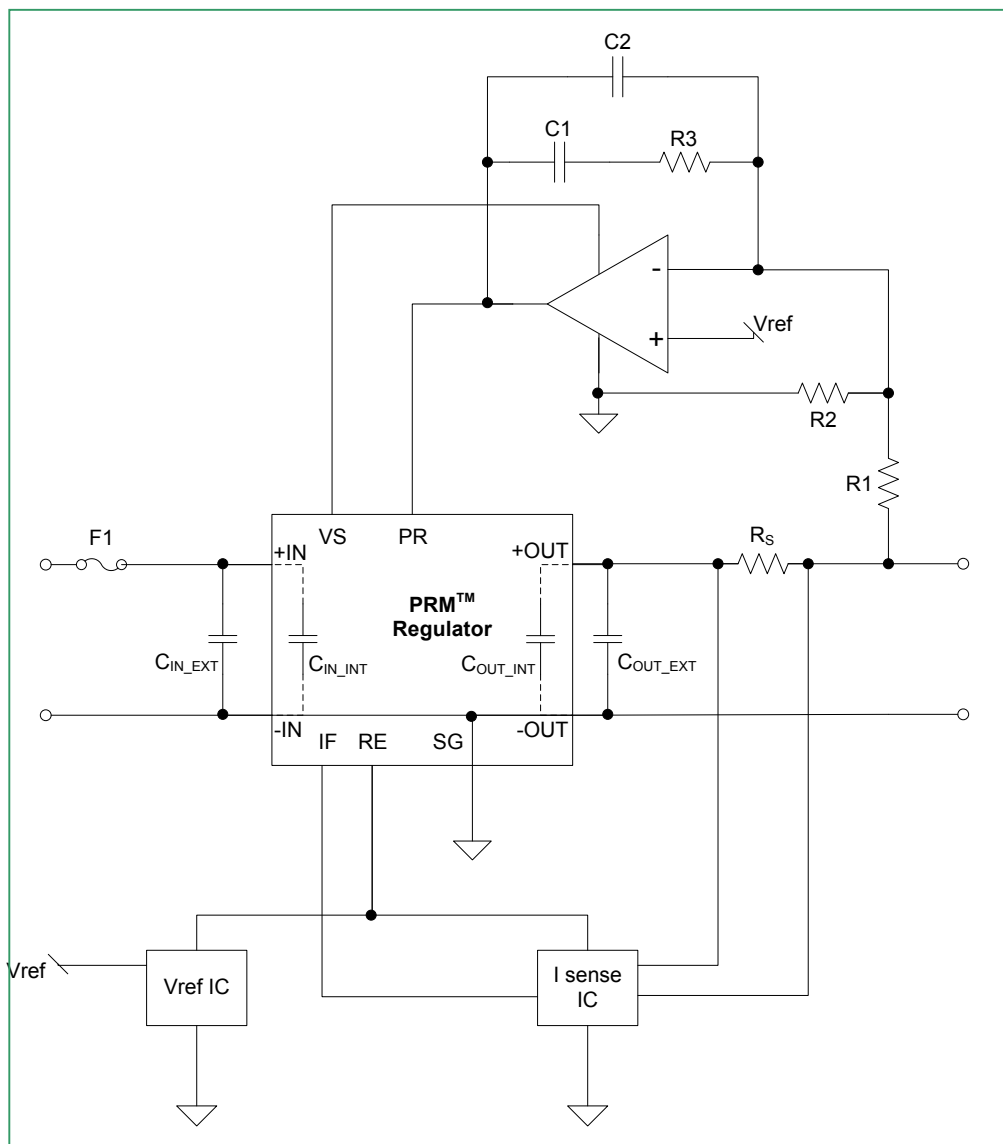 C2
C1
R3
-
+
Vref
R2
R1
F1
VS
PR
+IN
+OUT
RS
PRM™
Regulator
CIN_EXT
CIN_INT
COUT_INT
COUT_EXT
-IN
-OUT
IF
RE
SG
Vref
Vref IC
I sense
IC